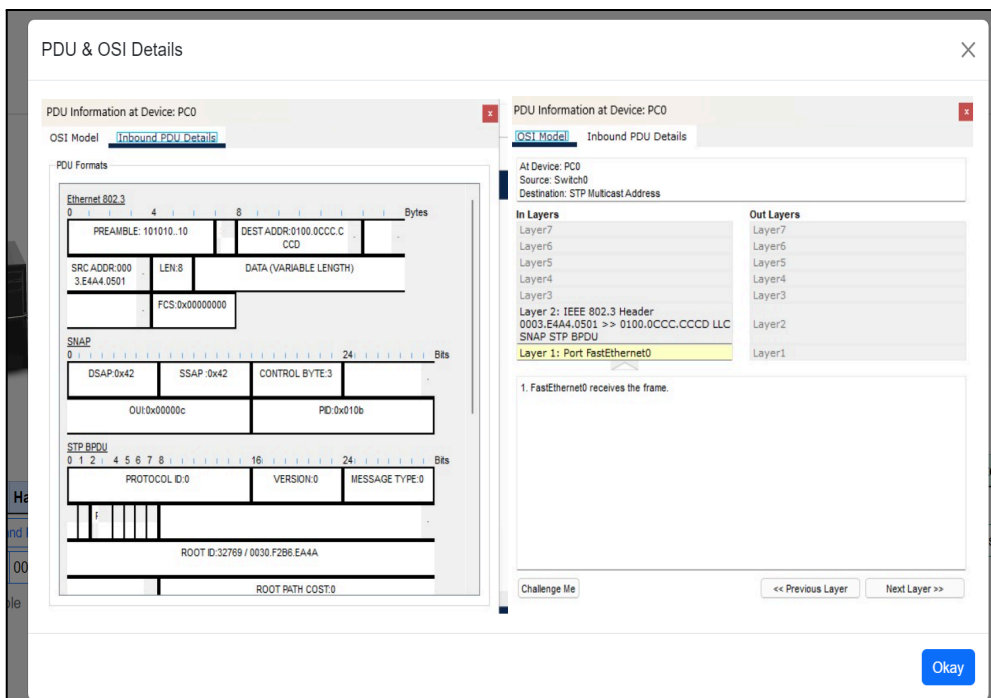 PDU & OSI Details
PDU Information at Device: PC0
x
OSI Model Inbound PDU Details
PDU Formats
Ethernet 802.3
0 4 8 Bytes
PREAMBLE: 101010..10
DEST ADDR:0100.0CCC.C
CCD
SRC ADDR:000
3.E4A4.0501
LEN:8
DATA (VARIABLE LENGTH)
FCS:0x00000000
SNAP
0 24 Bits
DSAP:0x42 SSAP:0x42 CONTROL BYTE:3
OUI:0x00000c PID:0x010b
STP BPDU
0 1 2 4 5 6 7 8 16 24 Bits
PROTOCOL ID:0 VERSION:0 MESSAGE TYPE:0
ROOT ID:32769 / 0030.F2B6.EA4A
ROOT PATH COST:0
PDU Information at Device: PC0
x
OSI Model Inbound PDU Details
At Device: PC0
Source: Switch0
Destination: STP Multicast Address
In Layers
Layer7
Layer6
Layer5
Layer4
Layer3
Layer 2: IEEE 802.3 Header
0003.E4A4.0501 >> 0100.0CCC.CCCD LLC
SNAP STP BPDU
Layer 1: Port FastEthernet0
Out Layers
Layer7
Layer6
Layer5
Layer4
Layer3
Layer2
Layer1
1. FastEthernet0 receives the frame.
Challenge Me
<< Previous Layer
Next Layer >>
Okay